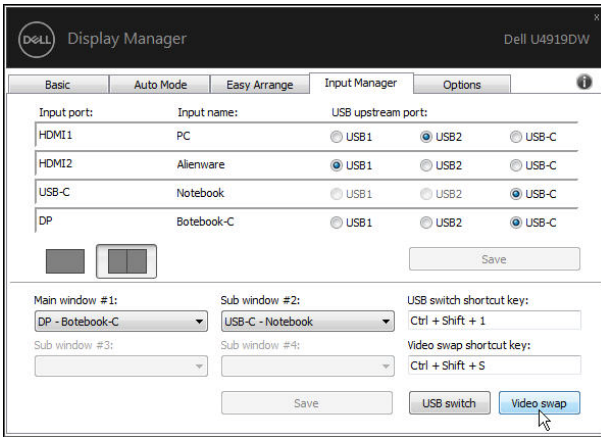 DELL Display Manager Dell U4919DW
x
Basic Auto Mode Easy Arrange Input Manager Options i
Input port: Input name: USB upstream port:
HDMI1 PC USB1 USB2 USB-C
HDMI2 Alienware USB1 USB2 USB-C
USB-C Notebook USB1 USB2 USB-C
DP Botebook-C USB1 USB2 USB-C
Save
Main window #1: Sub window #2: USB switch shortcut key:
DP - Botebook-C USB-C - Notebook Ctrl + Shift + 1
Sub window #3: Sub window #4: Video swap shortcut key:
Ctrl + Shift + S
Save USB switch Video swap